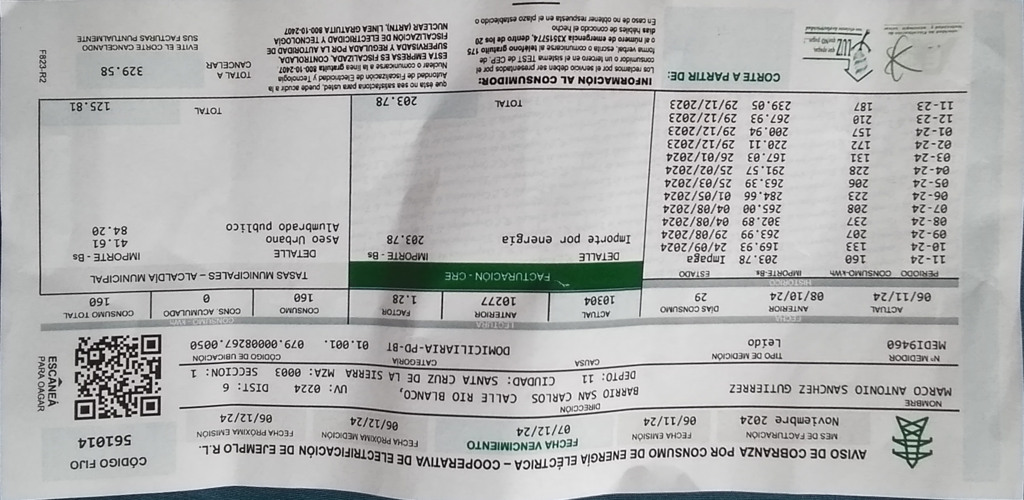 AVISO DE COBRANZA POR CONSUMO DE ENERGÍA ELÉCTRICA – COOPERATIVA DE ELECTRIFICACIÓN DE EJEMPLO R.L.
CÓDIGO FIJO
561014
MES DE FACTURACIÓN
Noviembre 2024
FECHA EMISIÓN
06/11/24
FECHA VENCIMIENTO
07/12/24
FECHA PRÓXIMA MEDICIÓN
06/12/24
FECHA PRÓXIMA EMISIÓN
06/12/24
NOMBRE
MARCO ANTONIO SANCHEZ GUTIERREZ
DIRECCIÓN
BARRIO SAN CARLOS CALLE RIO BLANCO, UV: 0224 DIST: 6
DEPTO: 11 CIUDAD: SANTA CRUZ DE LA SIERRA MZA: 0003 SECCION: 1
ESCANEÁ
PARA OAGAR
Nº MEDIDOR
MEDI9460
TIPO DE MEDICIÓN
Leído
CAUSA
CATEGORÍA
DOMICILIARIA-PD-BT
CÓDIGO DE UBICACIÓN
01.001. 079.000008267.0050
FECHA
LECTURA
CONSUMO - kWh
ACTUAL
06/11/24
ANTERIOR
08/10/24
DIAS CONSUMO
29
ACTUAL
10304
ANTERIOR
10277
FACTOR
1.28
CONSUMO
160
CONS. ACUMULADO
0
CONSUMO TOTAL
160
HISTÓRICO
PERIODO CONSUMO-kWh IMPORTE-Bs ESTADO
11-24 160 203.78 Impaga
10-24 133 169.93 24/09/2024
09-24 207 263.99 29/08/2024
08-24 237 302.89 04/08/2024
07-24 208 265.00 04/08/2024
06-24 223 284.66 01/05/2024
05-24 206 263.39 25/03/2024
04-24 228 291.57 25/02/2024
03-24 131 167.03 26/01/2024
02-24 172 220.11 29/12/2023
01-24 157 200.94 29/12/2023
12-23 210 267.93 29/12/2023
11-23 187 239.05 29/12/2023
FACTURACIÓN - CRE
DETALLE IMPORTE - Bs
Importe por energía 203.78
TOTAL 203.78
TASAS MUNICIPALES – ALCALDÍA MUNICIPAL
DETALLE IMPORTE - Bs
Aseo Urbano 41.61
Alumbrado publico 84.20
TOTAL 125.81
LUZ
CORTE A PARTIR DE:
INFORMACIÓN AL CONSUMIDOR:
Los reclamos por el servicio deben ser presentados por el
consumidor o un tercero en el sistema TEST de CEP, de
forma verbal, escrita o comunicarse al teléfono gratuito 175
o al número de emergencia X3515774, dentro de los 20
días hábiles de conocido el hecho
En caso de no obtener respuesta en el plazo establecido
que ésta no sea satisfactoria para usted, puede acudir a la
Autoridad de Fiscalización de Electricidad y Tecnología
Nucleer o comunicarse a la línea gratuita 800-10-2407.
ESTA EMPRESA ES FISCALIZADA, CONTROLADA,
SUPERVISADA Y REGULADA POR LA AUTORIDAD DE
FISCALIZACIÓN DE ELECTRICIDAD Y TECNOLOGÍA
NUCLEAR (ARTN), LÍNEA GRATUITA 800-10-2407
TOTAL A
CANCELAR
329.58
EVITE EL CORTE CANCELANDO
SUS FACTURAS PUNTUALMENTE
F823-R2